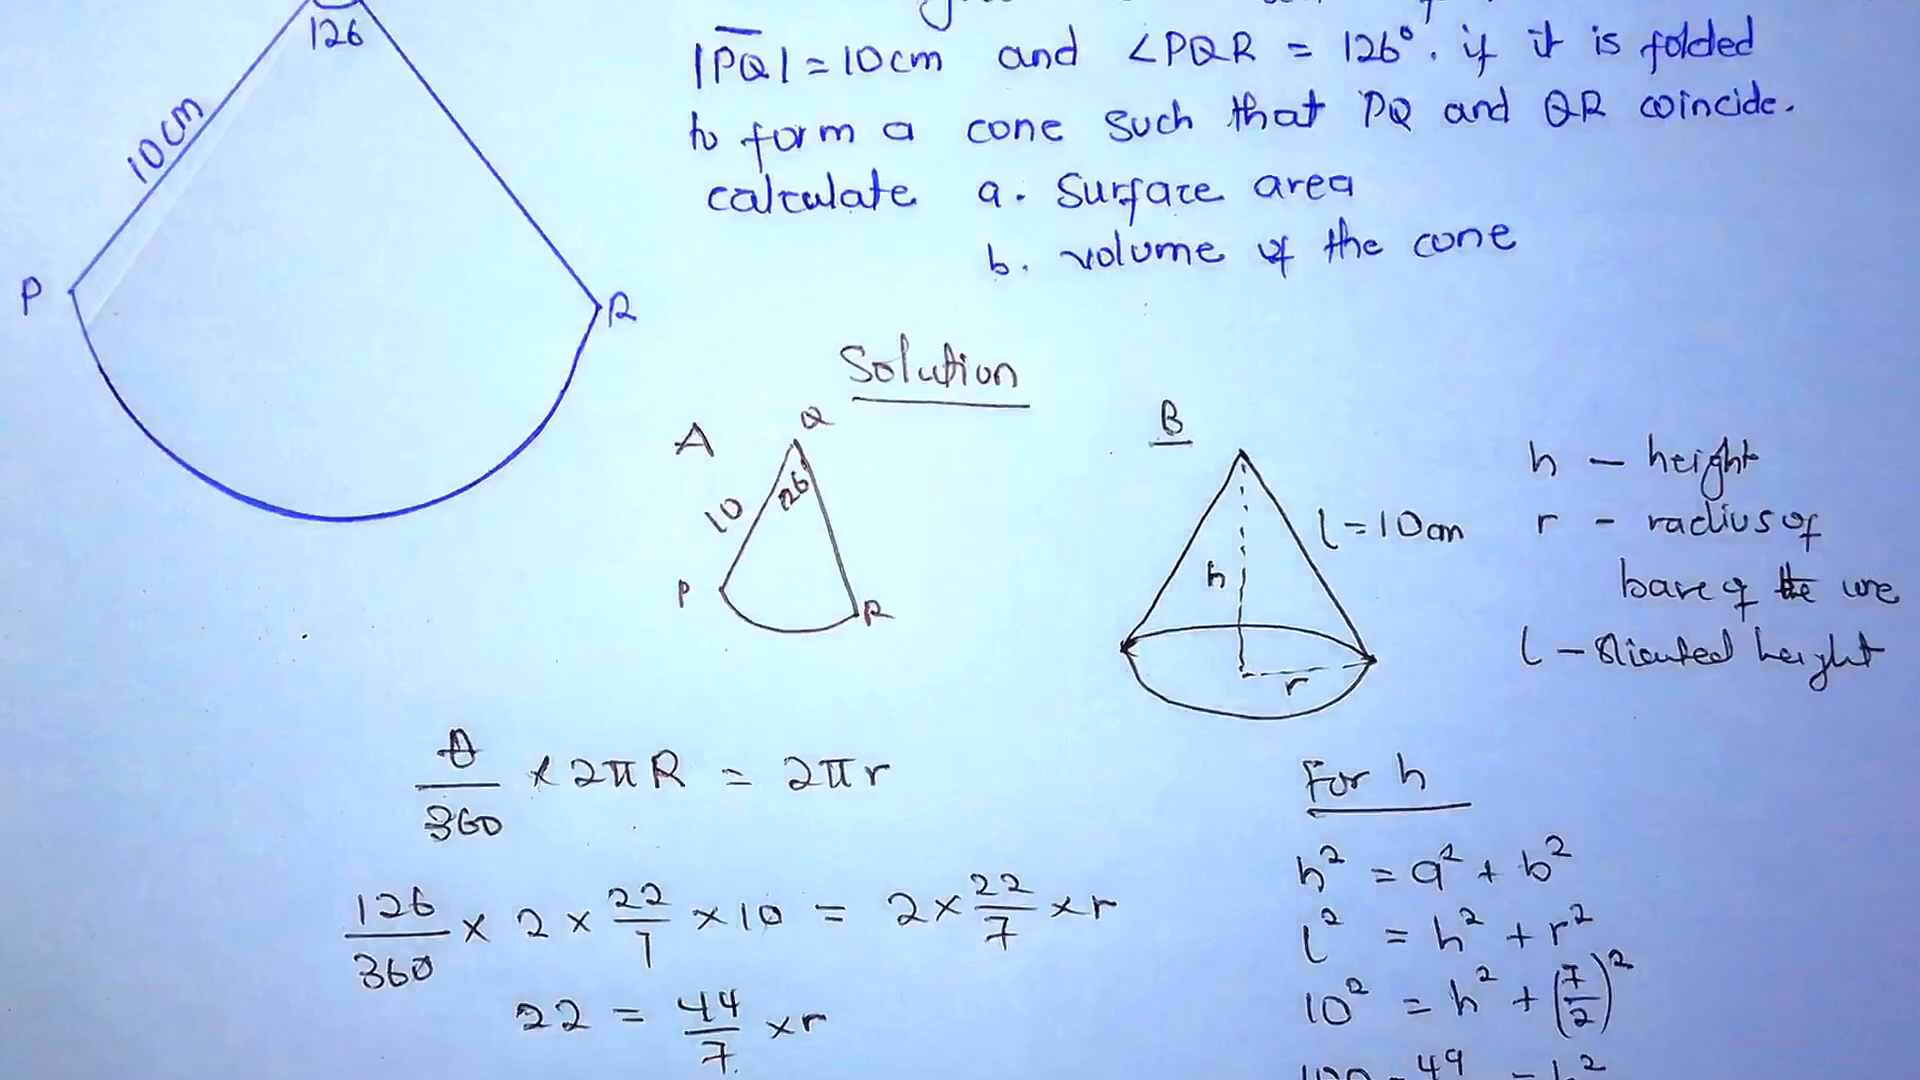 126
|PQ| = 10cm and ∠PQR = 126°. if it is folded
to form a cone such that PQ and QR coincide.
calculate a. Surface area
b. volume of the cone
10cm
P
R
Solution
A
Q
10
126
P
R
B
l = 10cm
h
r
h – height
r – radius of
base of the cone
l – slanted height
θ/360 × 2πR = 2πr
126/360 × 2 × 22/7 × 10 = 2 × 22/7 × r
22 = 44/7 × r
For h
h² = a² + b²
l² = h² + r²
10² = h² + (7/2)²